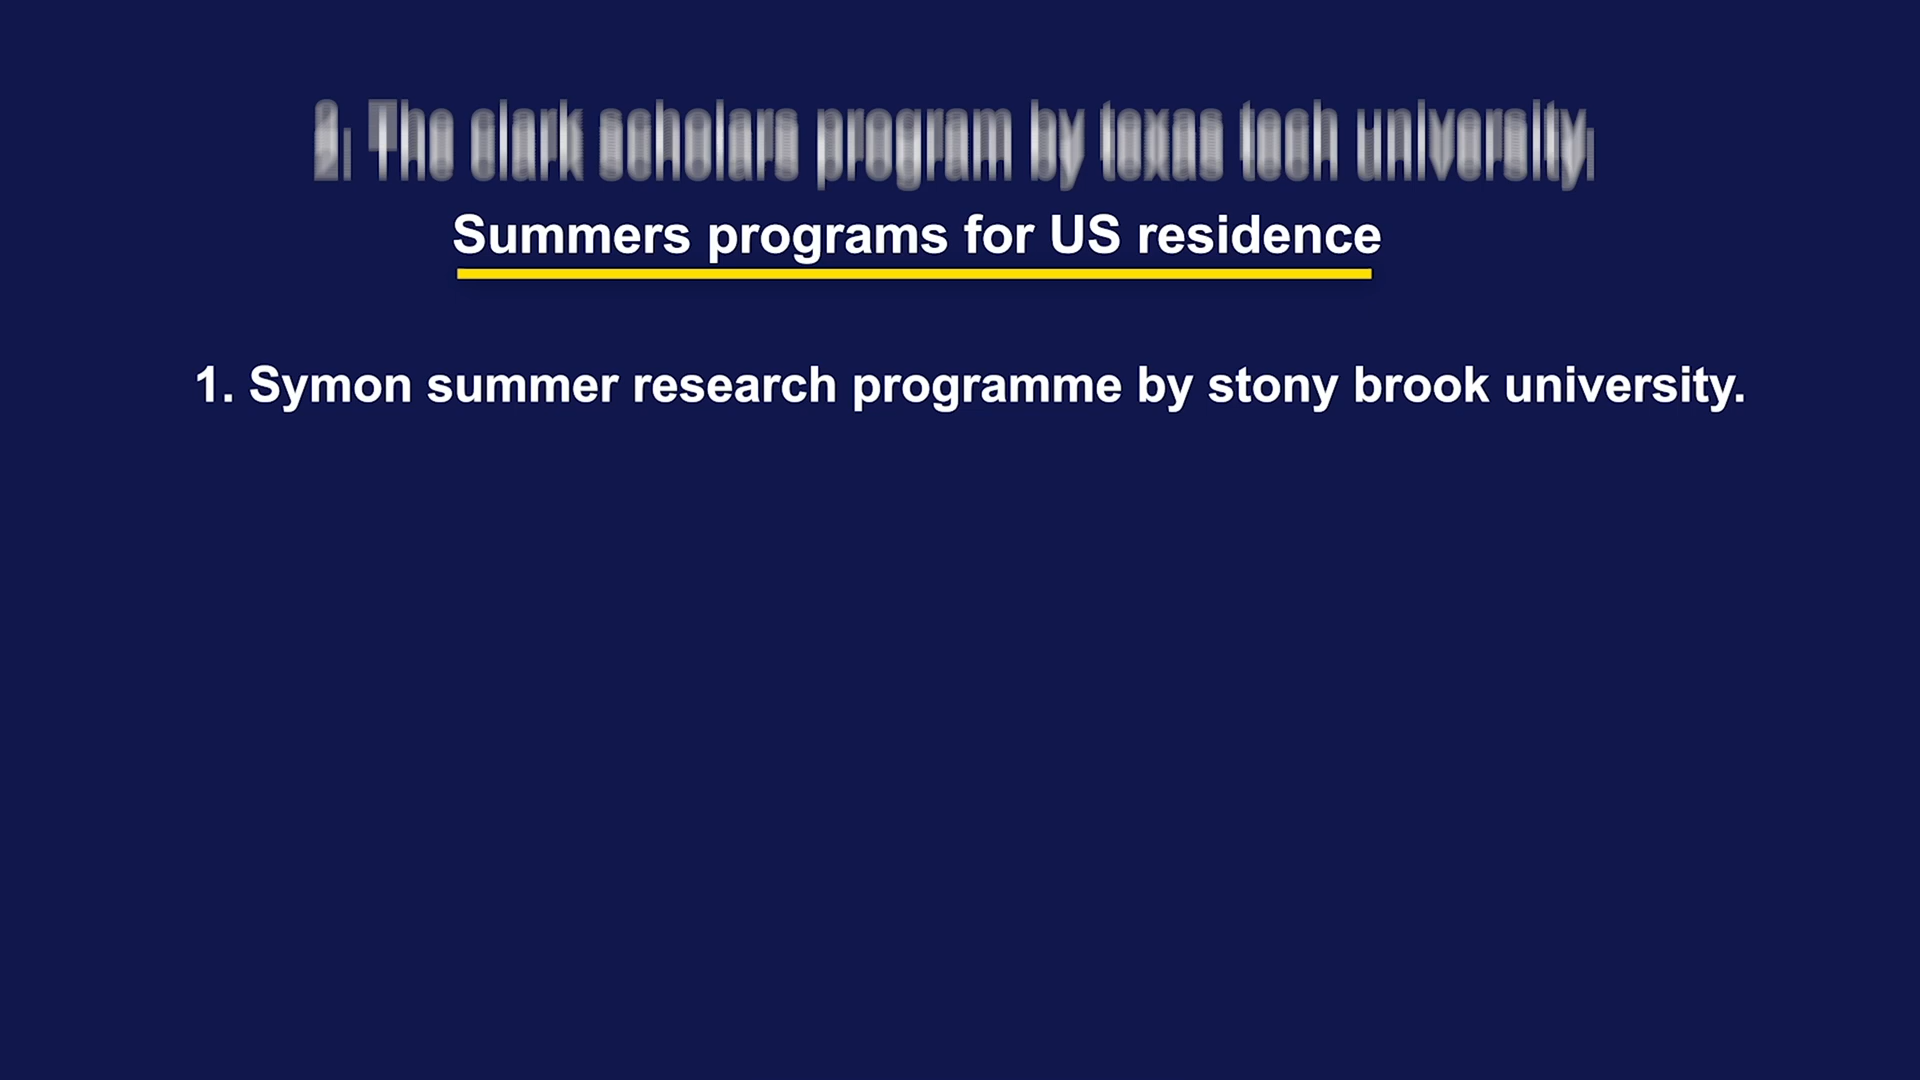 2. The clark scholars program by texas tech university.
Summers programs for US residence
1. Symon summer research programme by stony brook university.